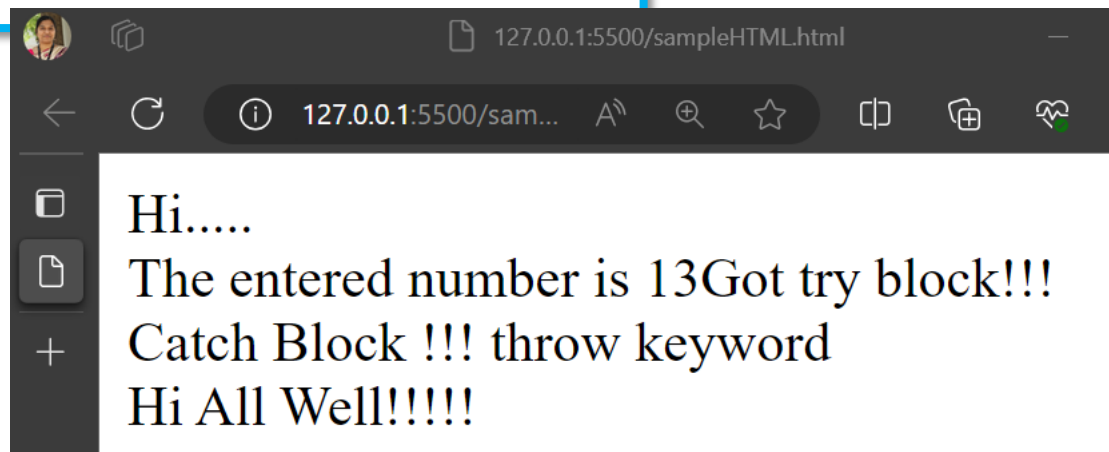 127.0.0.1:5500/sampleHTML.html
127.0.0.1:5500/sam...
Hi.....
The entered number is 13Got try block!!!
Catch Block !!! throw keyword
Hi All Well!!!!!